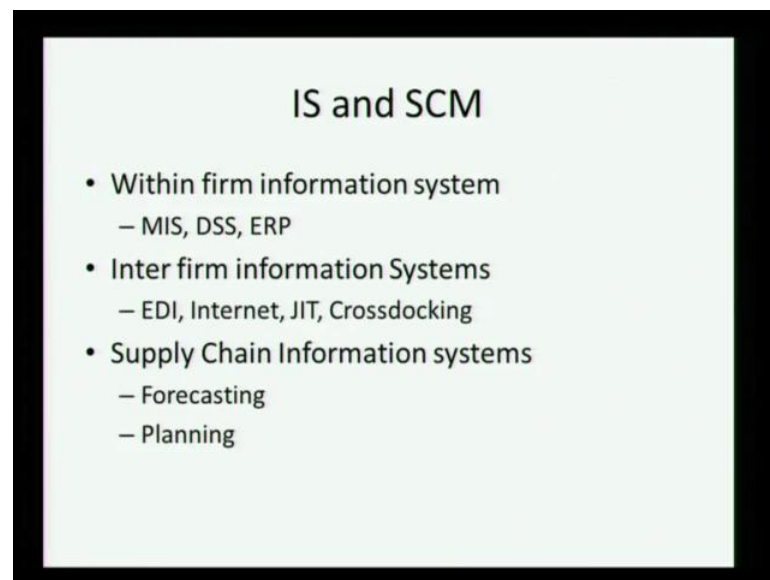 IS and SCM
• Within firm information system
– MIS, DSS, ERP
• Inter firm information Systems
– EDI, Internet, JIT, Crossdocking
• Supply Chain Information systems
– Forecasting
– Planning